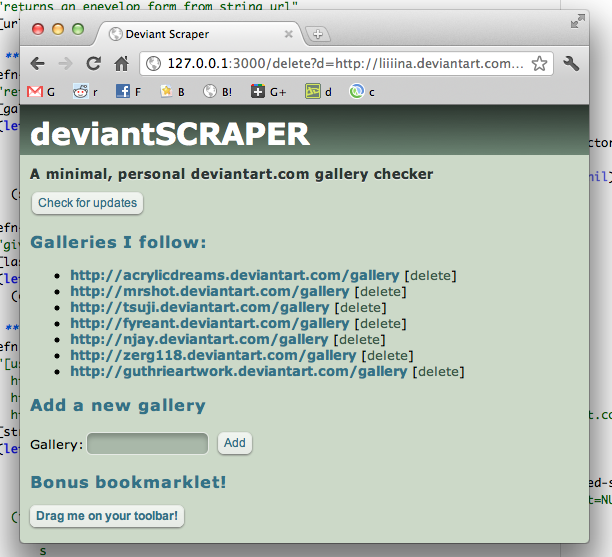 "returns an enevelop form from string url"
Deviant Scraper
127.0.0.1:3000/delete?d=http://liiiina.deviantart.com...
G r F B B! G+ d c
deviantSCRAPER
A minimal, personal deviantart.com gallery checker
Check for updates
Galleries I follow:
http://acrylicdreams.deviantart.com/gallery [delete]
http://mrshot.deviantart.com/gallery [delete]
http://tsuji.deviantart.com/gallery [delete]
http://fyreant.deviantart.com/gallery [delete]
http://njay.deviantart.com/gallery [delete]
http://zerg118.deviantart.com/gallery [delete]
http://guthrieartwork.deviantart.com/gallery [delete]
Add a new gallery
Gallery: Add
Bonus bookmarklet!
Drag me on your toolbar!